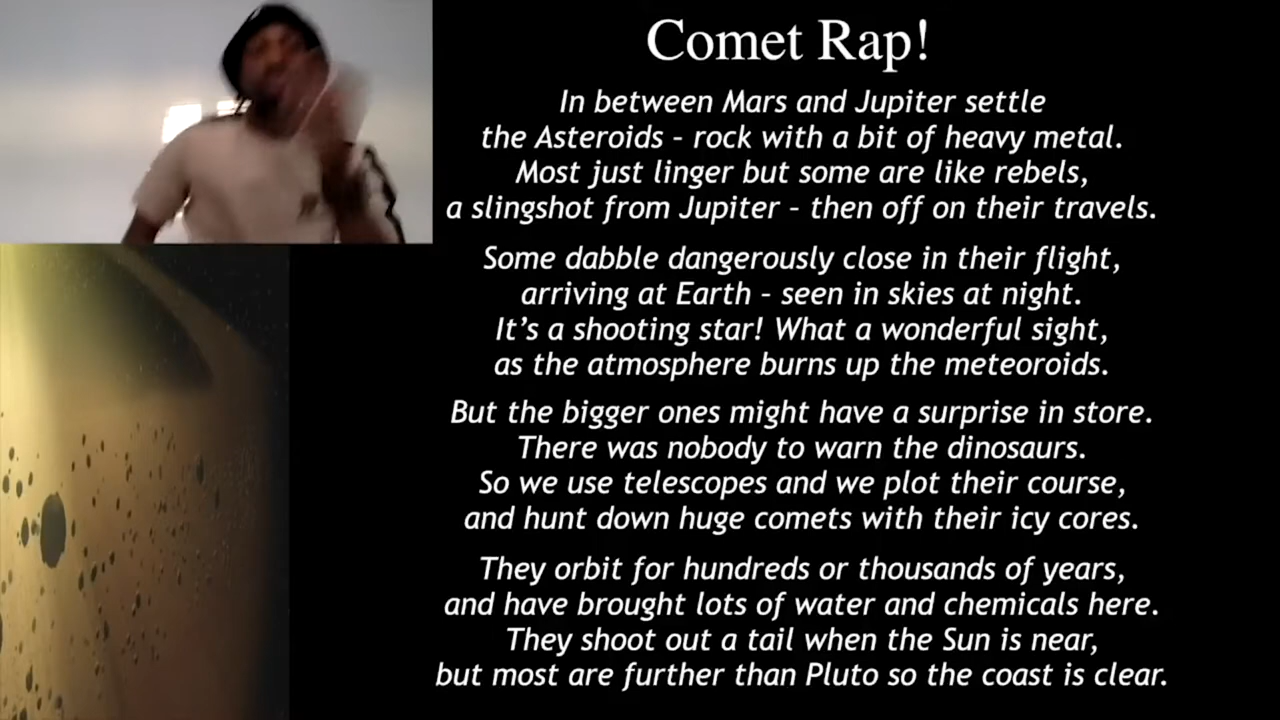 Comet Rap!
In between Mars and Jupiter settle
the Asteroids – rock with a bit of heavy metal.
Most just linger but some are like rebels,
a slingshot from Jupiter – then off on their travels.
Some dabble dangerously close in their flight,
arriving at Earth – seen in skies at night.
It’s a shooting star! What a wonderful sight,
as the atmosphere burns up the meteoroids.
But the bigger ones might have a surprise in store.
There was nobody to warn the dinosaurs.
So we use telescopes and we plot their course,
and hunt down huge comets with their icy cores.
They orbit for hundreds or thousands of years,
and have brought lots of water and chemicals here.
They shoot out a tail when the Sun is near,
but most are further than Pluto so the coast is clear.